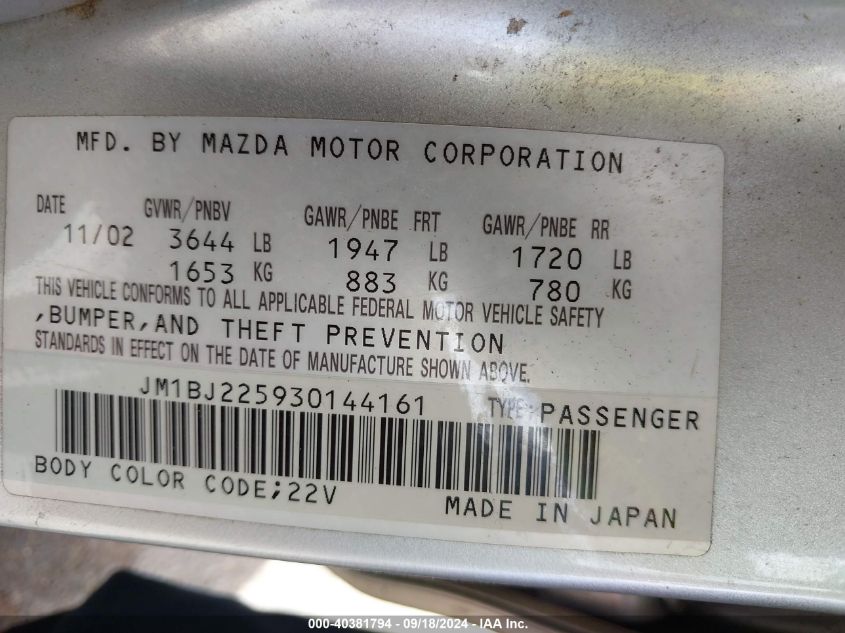 MFD. BY MAZDA MOTOR CORPORATION
DATE GVWR/PNBV GAWR/PNBE FRT GAWR/PNBE RR
11/02 3644 LB 1947 LB 1720 LB
1653 KG 883 KG 780 KG
THIS VEHICLE CONFORMS TO ALL APPLICABLE FEDERAL MOTOR VEHICLE SAFETY
,BUMPER,AND THEFT PREVENTION
STANDARDS IN EFFECT ON THE DATE OF MANUFACTURE SHOWN ABOVE.
JM1BJ225930144161 TYPE:PASSENGER
BODY COLOR CODE;22V
MADE IN JAPAN
000-40381794 - 09/18/2024 - IAA Inc.